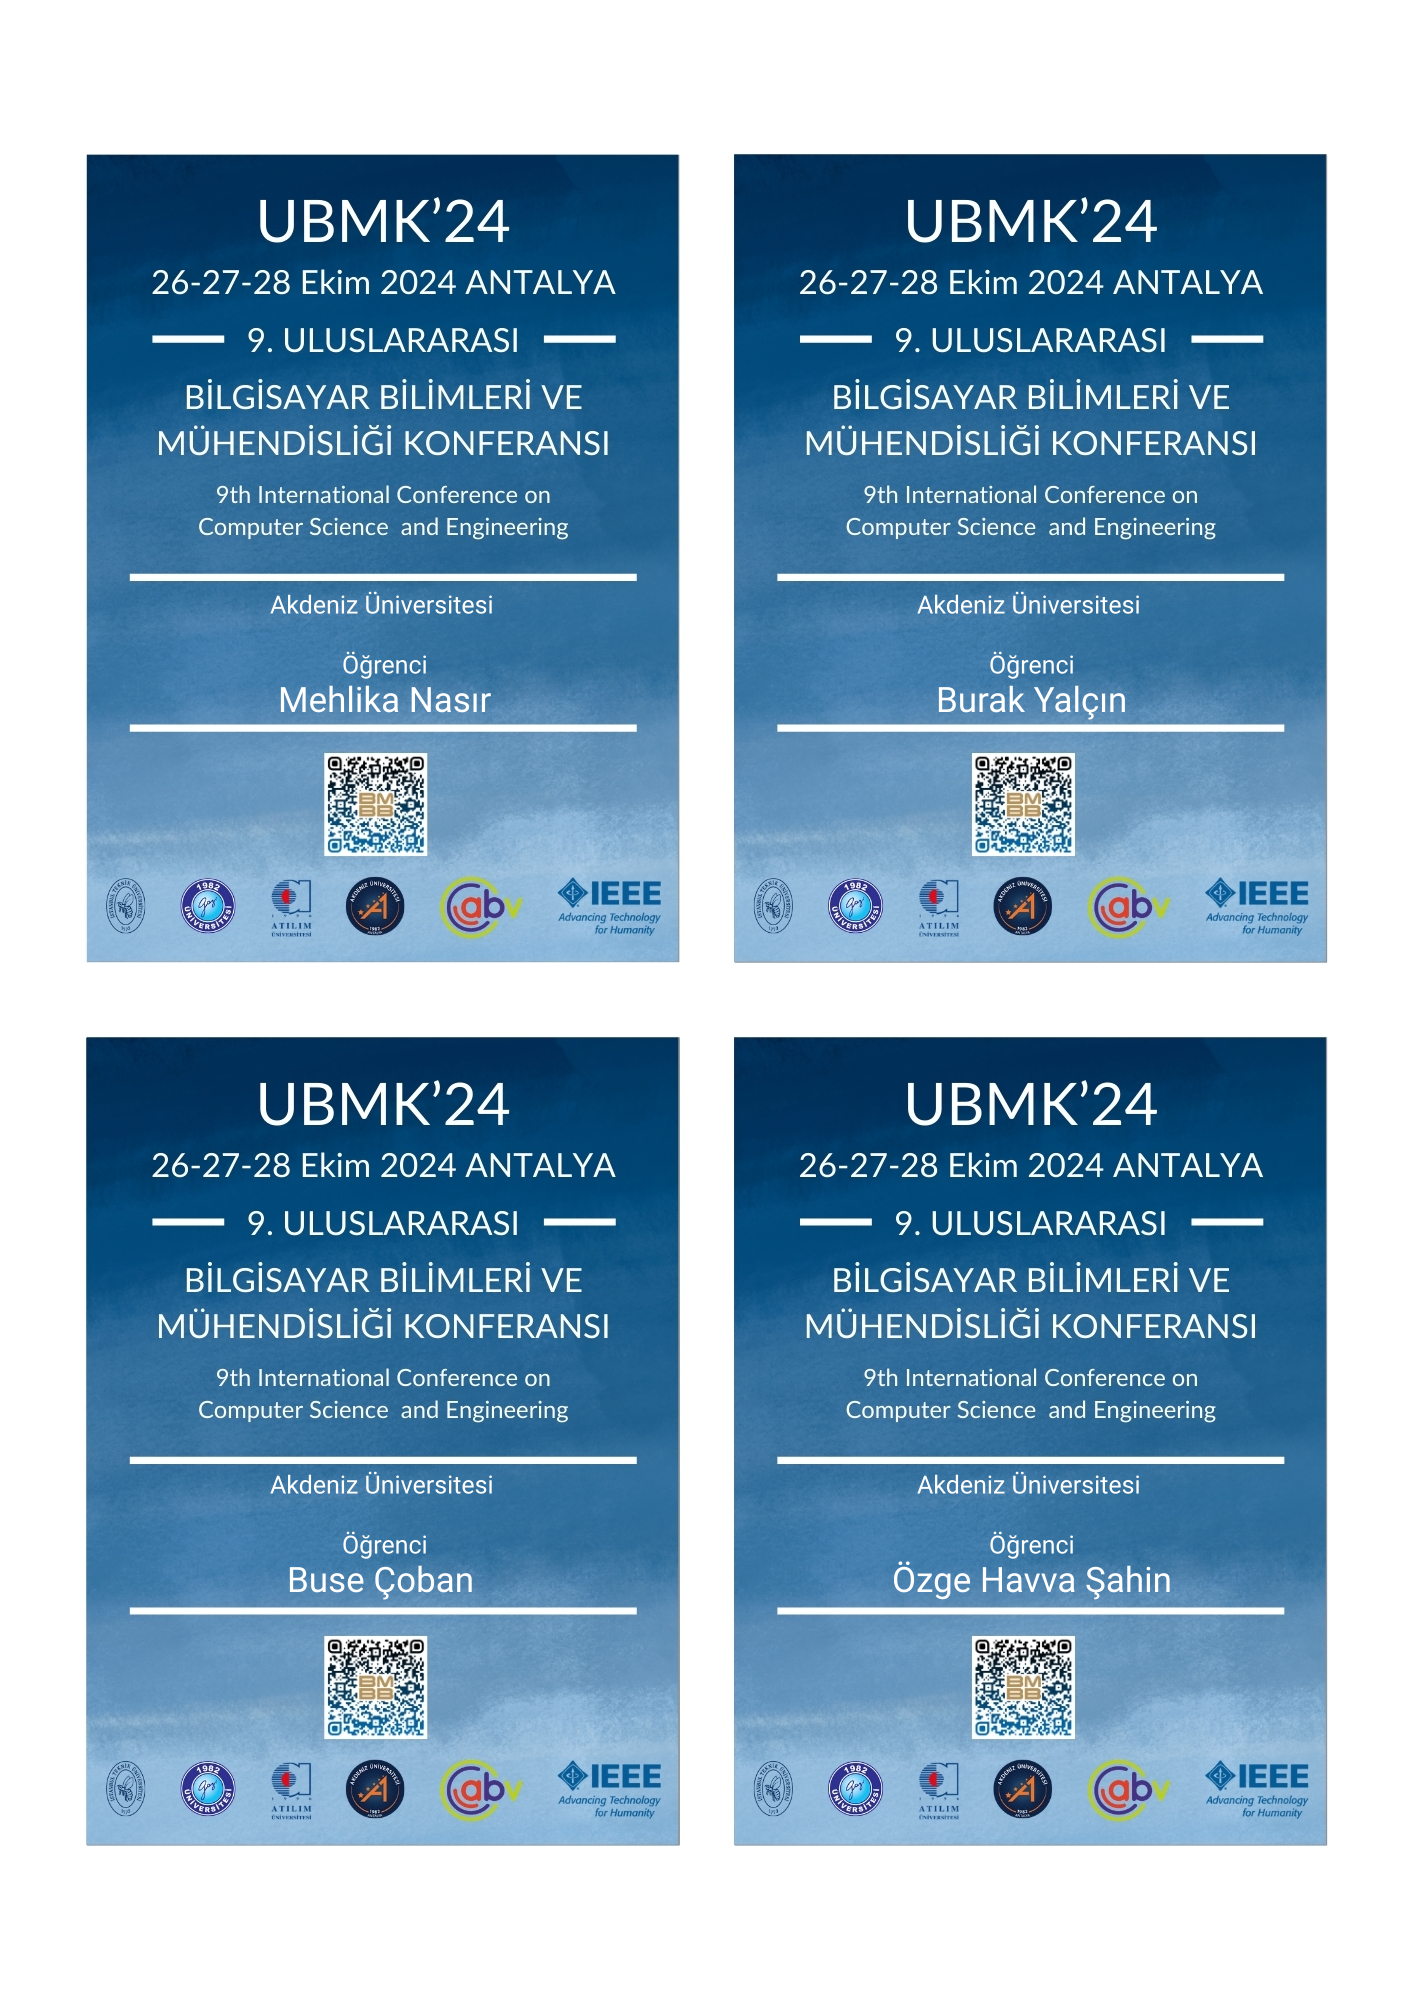 UBMK’24
26-27-28 Ekim 2024 ANTALYA
9. ULUSLARARASI
BİLGİSAYAR BİLİMLERİ VE
MÜHENDİSLİĞİ KONFERANSI
9th International Conference on
Computer Science and Engineering
Akdeniz Üniversitesi
Öğrenci
Mehlika Nasır
BM
BB
1982
ÜNİVERSİTESİ
ATILIM
ÜNİVERSİTESİ
AKDENİZ ÜNİVERSİTESİ
1982
abv
IEEE
Advancing Technology
for Humanity
UBMK’24
26-27-28 Ekim 2024 ANTALYA
9. ULUSLARARASI
BİLGİSAYAR BİLİMLERİ VE
MÜHENDİSLİĞİ KONFERANSI
9th International Conference on
Computer Science and Engineering
Akdeniz Üniversitesi
Öğrenci
Burak Yalçın
BM
BB
1982
ÜNİVERSİTESİ
ATILIM
ÜNİVERSİTESİ
AKDENİZ ÜNİVERSİTESİ
1982
abv
IEEE
Advancing Technology
for Humanity
UBMK’24
26-27-28 Ekim 2024 ANTALYA
9. ULUSLARARASI
BİLGİSAYAR BİLİMLERİ VE
MÜHENDİSLİĞİ KONFERANSI
9th International Conference on
Computer Science and Engineering
Akdeniz Üniversitesi
Öğrenci
Buse Çoban
BM
BB
1982
ÜNİVERSİTESİ
ATILIM
ÜNİVERSİTESİ
AKDENİZ ÜNİVERSİTESİ
1982
abv
IEEE
Advancing Technology
for Humanity
UBMK’24
26-27-28 Ekim 2024 ANTALYA
9. ULUSLARARASI
BİLGİSAYAR BİLİMLERİ VE
MÜHENDİSLİĞİ KONFERANSI
9th International Conference on
Computer Science and Engineering
Akdeniz Üniversitesi
Öğrenci
Özge Havva Şahin
BM
BB
1982
ÜNİVERSİTESİ
ATILIM
ÜNİVERSİTESİ
AKDENİZ ÜNİVERSİTESİ
1982
abv
IEEE
Advancing Technology
for Humanity